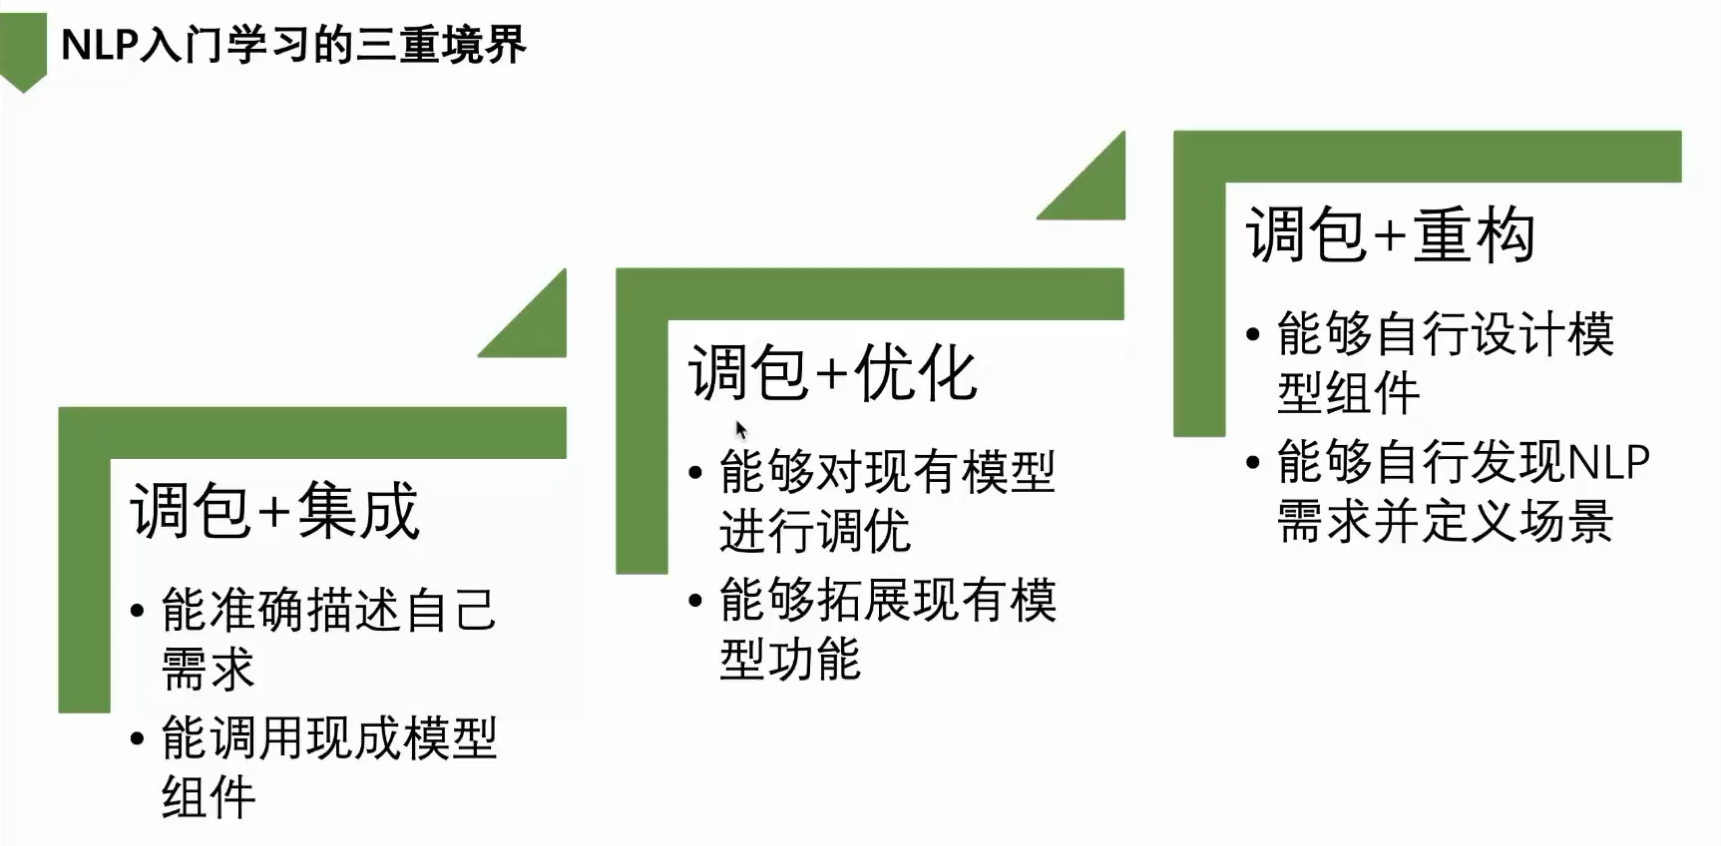 NLP入门学习的三重境界
调包+集成
• 能准确描述自己
需求
• 能调用现成模型
组件
调包+优化
• 能够对现有模型
进行调优
• 能够拓展现有模
型功能
调包+重构
• 能够自行设计模
型组件
• 能够自行发现NLP
需求并定义场景